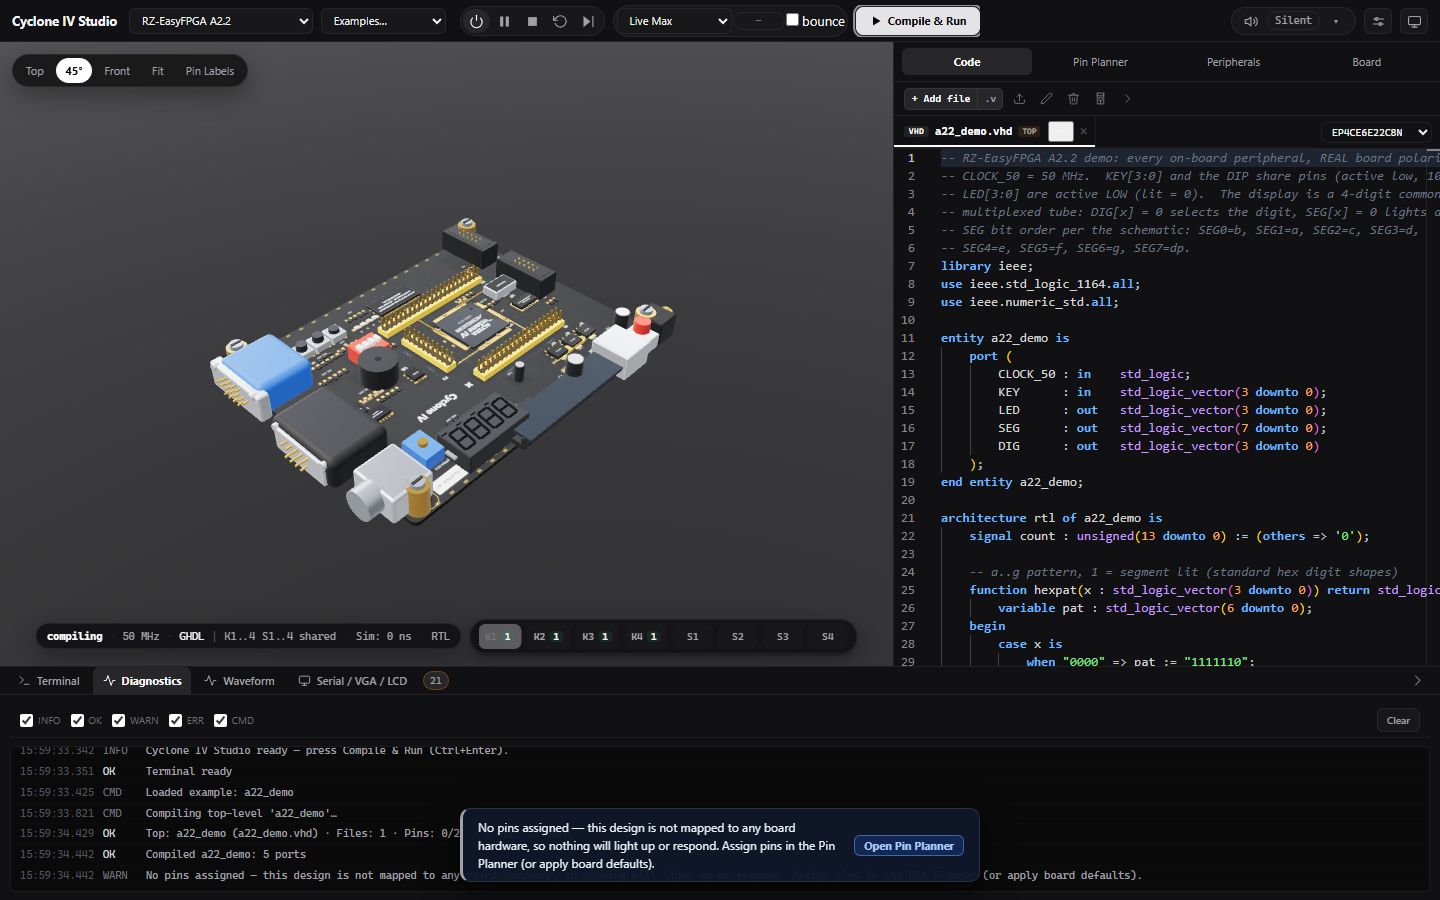 Cyclone IV Studio
RZ-EasyFPGA A2.2
Examples...
Live Max
–
bounce
Compile & Run
Silent
Top
45°
Front
Fit
Pin Labels
Code
Pin Planner
Peripherals
Board
+ Add file
.v
VHD a22_demo.vhd TOP
×
EP4CE6E22C8N
1 -- RZ-EasyFPGA A2.2 demo: every on-board peripheral, REAL board polari
2 -- CLOCK_50 = 50 MHz.  KEY[3:0] and the DIP share pins (active low, 10
3 -- LED[3:0] are active LOW (lit = 0).  The display is a 4-digit common
4 -- multiplexed tube: DIG[x] = 0 selects the digit, SEG[x] = 0 lights a
5 -- SEG bit order per the schematic: SEG0=b, SEG1=a, SEG2=c, SEG3=d,
6 -- SEG4=e, SEG5=f, SEG6=g, SEG7=dp.
7 library ieee;
8 use ieee.std_logic_1164.all;
9 use ieee.numeric_std.all;
10
11 entity a22_demo is
12 port (
13 CLOCK_50 : in std_logic;
14 KEY : in std_logic_vector(3 downto 0);
15 LED : out std_logic_vector(3 downto 0);
16 SEG : out std_logic_vector(7 downto 0);
17 DIG : out std_logic_vector(3 downto 0)
18 );
19 end entity a22_demo;
20
21 architecture rtl of a22_demo is
22 signal count : unsigned(13 downto 0) := (others => '0');
23
24 -- a..g pattern, 1 = segment lit (standard hex digit shapes)
25 function hexpat(x : std_logic_vector(3 downto 0)) return std_logic
26 variable pat : std_logic_vector(6 downto 0);
27 begin
28 case x is
29 when "0000" => pat := "1111110";
Cyclone IV
compiling · 50 MHz · GHDL | K1..4 S1..4 shared · Sim: 0 ns · RTL
K1 1
K2 1
K3 1
K4 1
S1
S2
S3
S4
Terminal
Diagnostics
Waveform
Serial / VGA / LCD
21
INFO
OK
WARN
ERR
CMD
Clear
15:59:33.342 INFO Cyclone IV Studio ready — press Compile & Run (Ctrl+Enter).
15:59:33.351 OK Terminal ready
15:59:33.425 CMD Loaded example: a22_demo
15:59:33.821 CMD Compiling top-level 'a22_demo'…
15:59:34.429 OK Top: a22_demo (a22_demo.vhd) · Files: 1 · Pins: 0/2
15:59:34.442 OK Compiled a22_demo: 5 ports
15:59:34.442 WARN No pins assigned — this design is not mapped to any board hardware, so nothing will light up or respond. Assign pins in the Pin Planner (or apply board defaults).
No pins assigned — this design is not mapped to any board
hardware, so nothing will light up or respond. Assign pins in the Pin
Planner (or apply board defaults).
Open Pin Planner